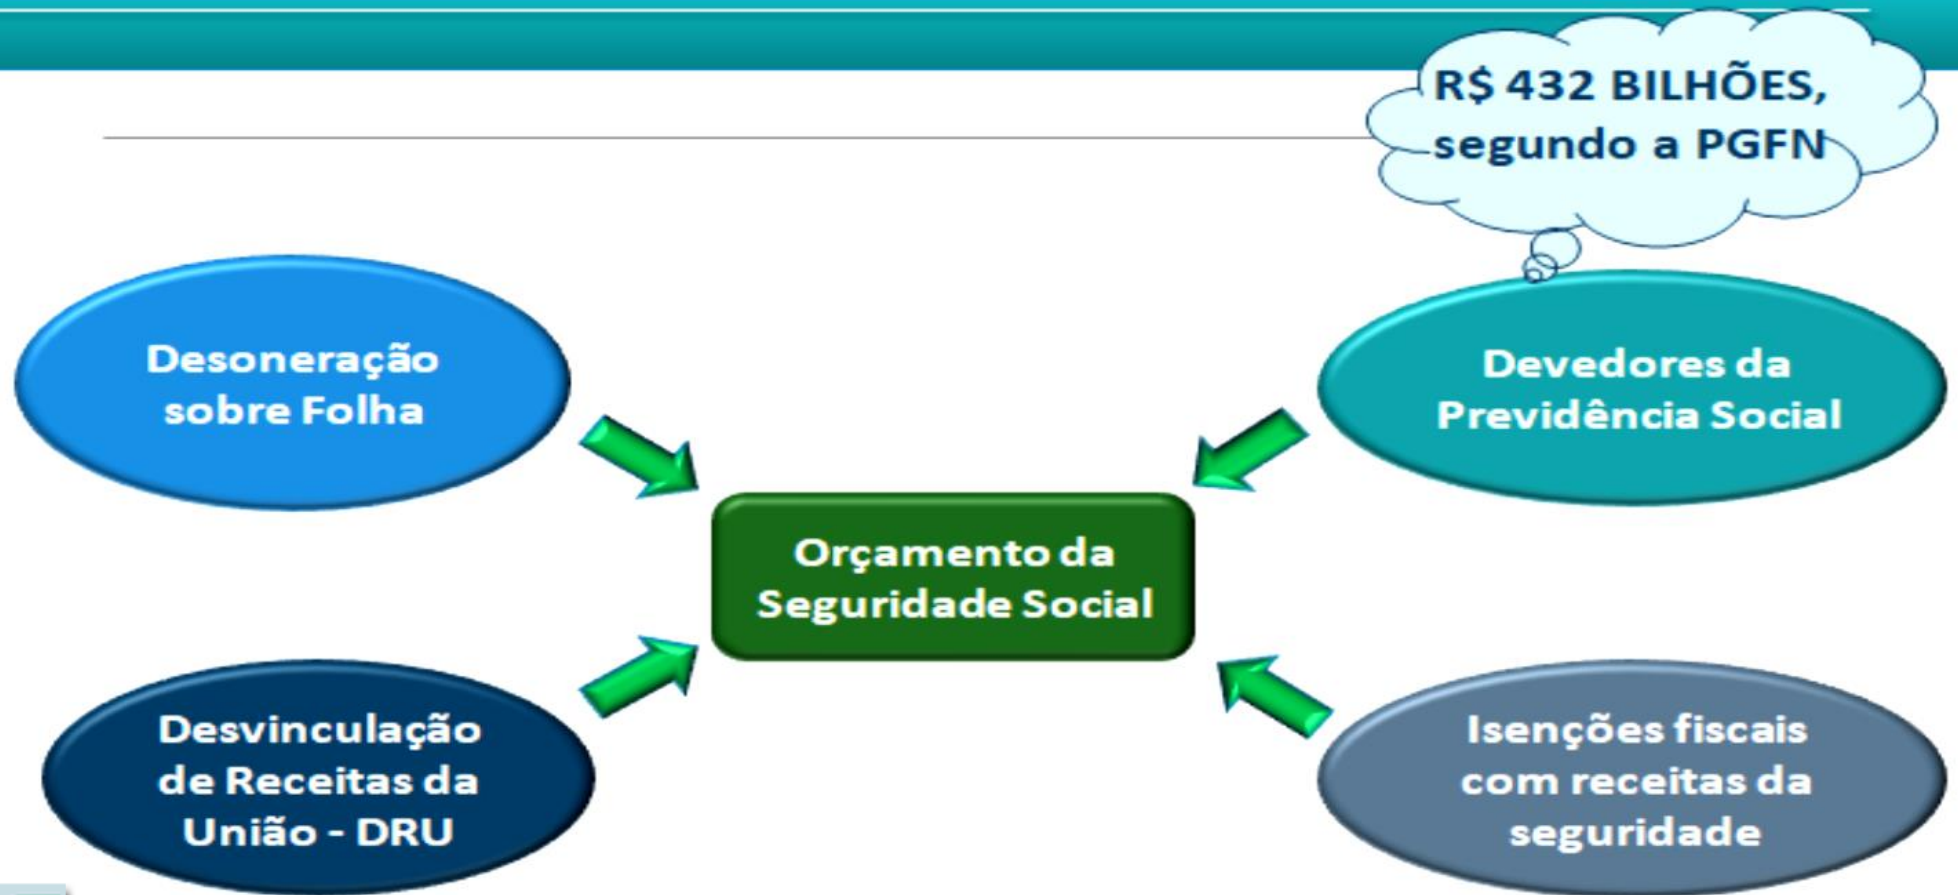 R$ 432 BILHÕES,
segundo a PGFN
Desoneração
sobre Folha
Devedores da
Previdência Social
Orçamento da
Seguridade Social
Desvinculação
de Receitas da
União - DRU
Isenções fiscais
com receitas da
seguridade